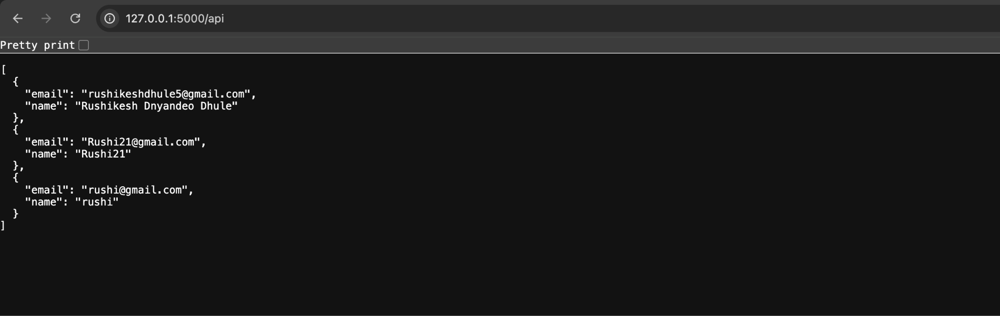 127.0.0.1:5000/api
Pretty print
[
  {
    "email": "rushikeshdhule5@gmail.com",
    "name": "Rushikesh Dnyandeo Dhule"
  },
  {
    "email": "Rushi21@gmail.com",
    "name": "Rushi21"
  },
  {
    "email": "rushi@gmail.com",
    "name": "rushi"
  }
]